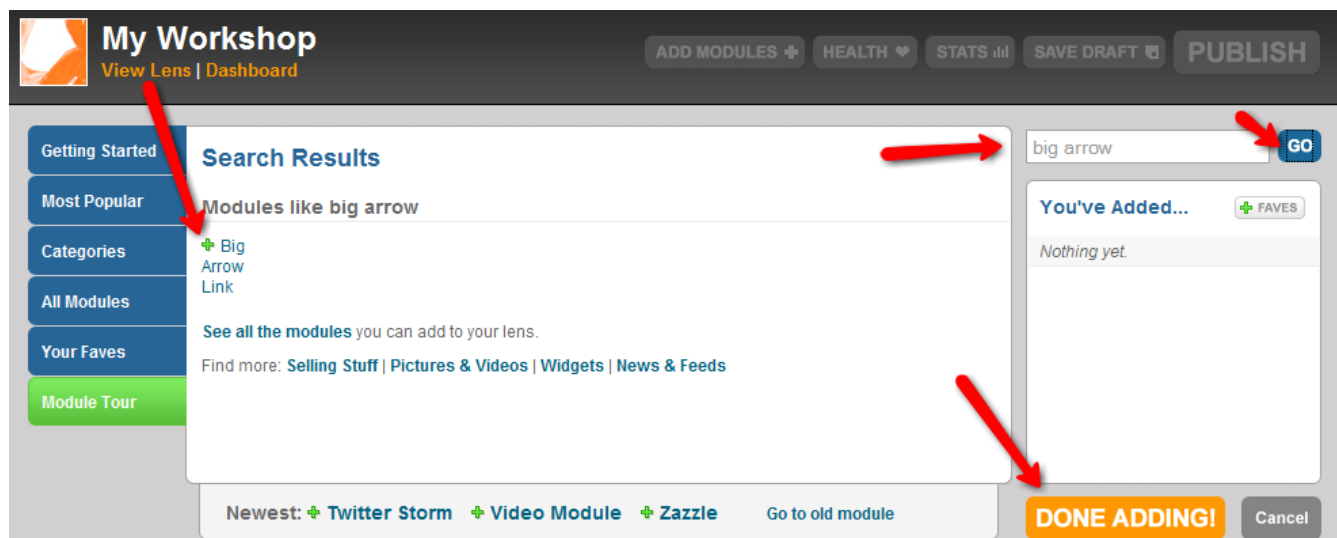 My Workshop
View Lens | Dashboard
ADD MODULES
HEALTH
STATS
SAVE DRAFT
PUBLISH
Getting Started
Most Popular
Categories
All Modules
Your Faves
Module Tour
Search Results
Modules like big arrow
Big
Arrow
Link
See all the modules you can add to your lens.
Find more: Selling Stuff | Pictures & Videos | Widgets | News & Feeds
big arrow
GO
You've Added...
FAVES
Nothing yet.
Newest: Twitter Storm Video Module Zazzle Go to old module
DONE ADDING!
Cancel